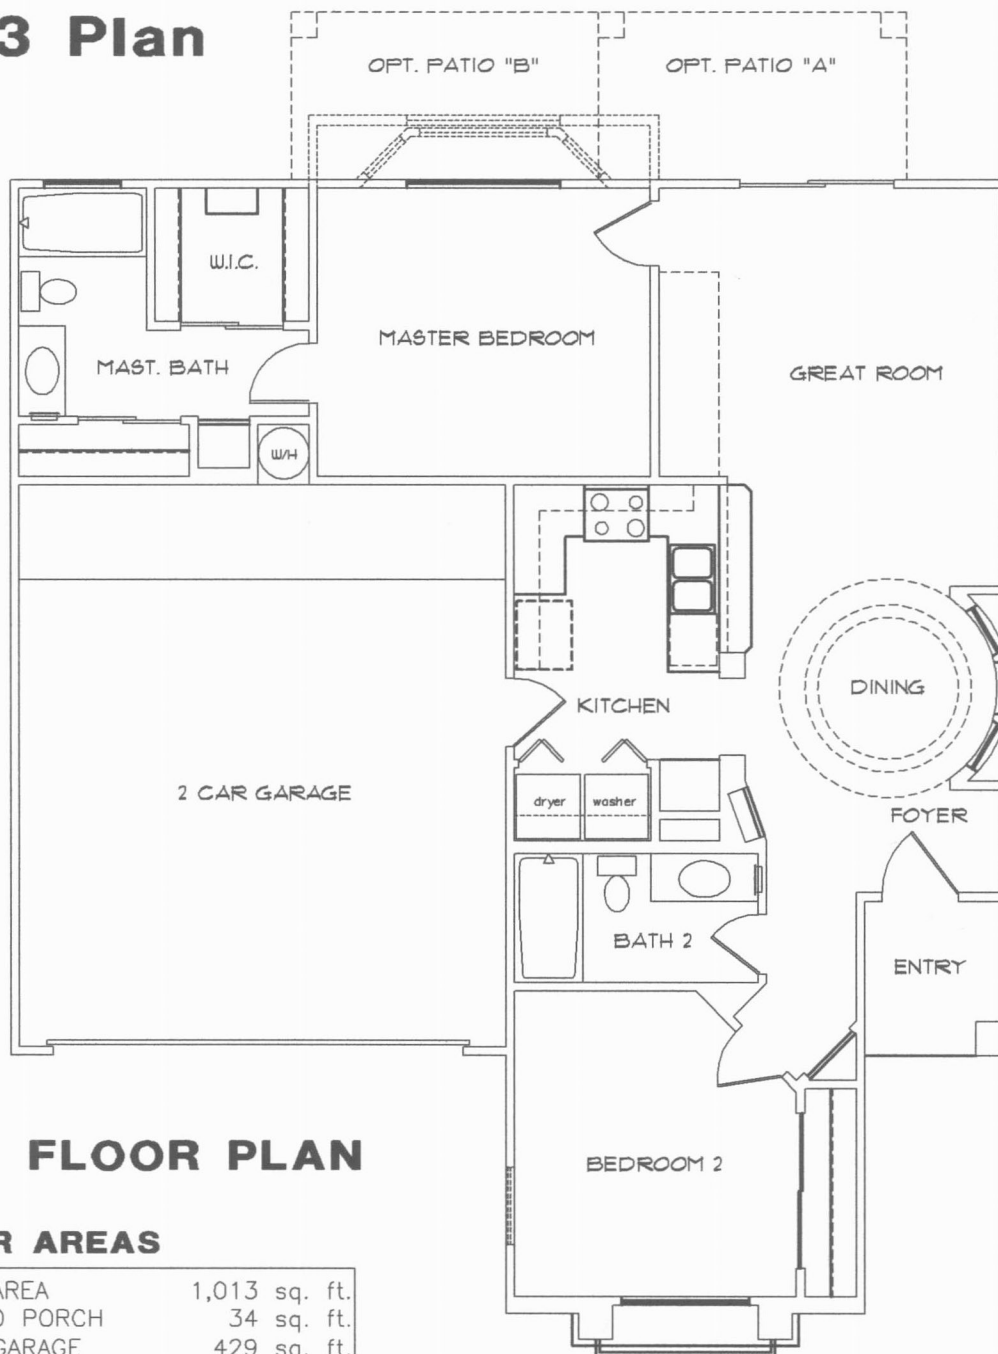 3 Plan
OPT. PATIO "B"
OPT. PATIO "A"
W.I.C.
MASTER BEDROOM
MAST. BATH
GREAT ROOM
W/H
KITCHEN
DINING
2 CAR GARAGE
dryer
washer
FOYER
BATH 2
ENTRY
FLOOR PLAN
BEDROOM 2
R AREAS
AREA 1,013 sq. ft.
D PORCH 34 sq. ft.
GARAGE 429 sq. ft.